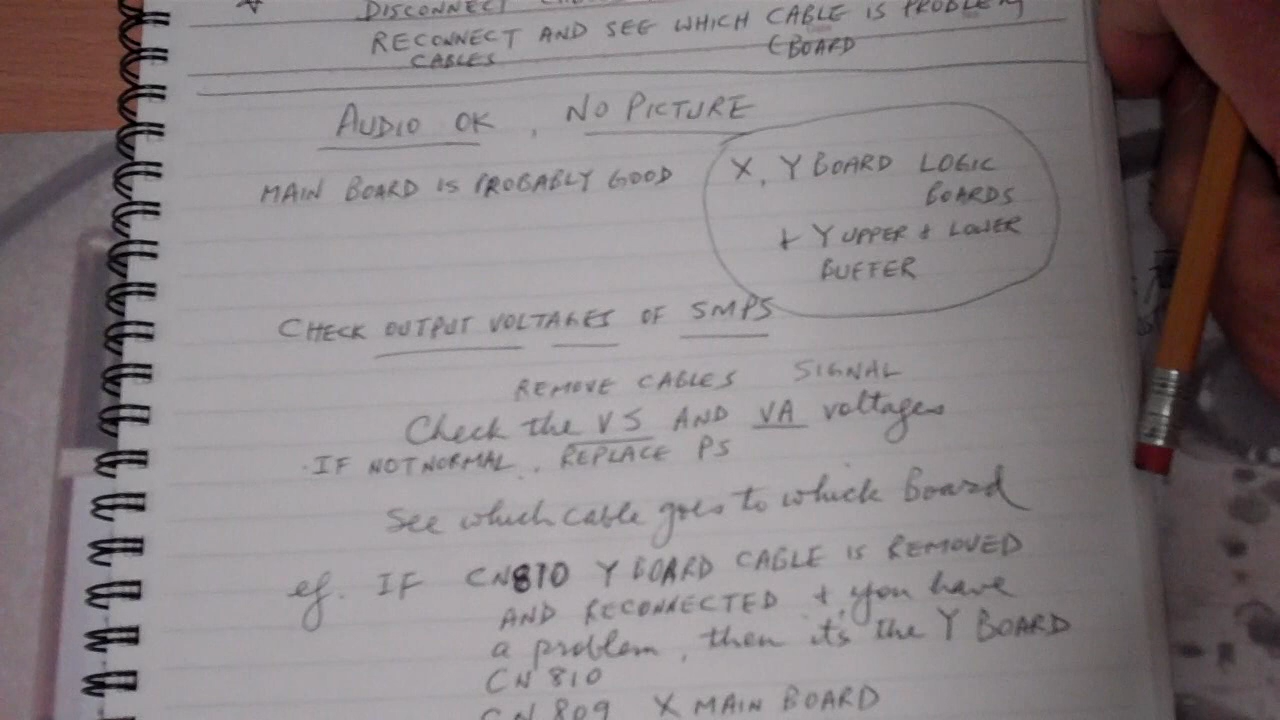 DISCONNECT
RECONNECT AND SEE WHICH CABLE IS PROBLEM
CABLES (BOARD
AUDIO OK, NO PICTURE
MAIN BOARD IS PROBABLY GOOD
X, Y BOARD LOGIC
BOARDS
+ Y UPPER + LOWER
BUFFER
CHECK OUTPUT VOLTAGES OF SMPS
REMOVE CABLES SIGNAL
Check the VS AND VA voltages
. IF NOT NORMAL, REPLACE PS
See which cable goes to which Board
eg. IF CN810 Y BOARD CABLE IS REMOVED
AND RECONNECTED + you have
a problem, then it's the Y BOARD
CN 810
CN 809 X MAIN BOARD